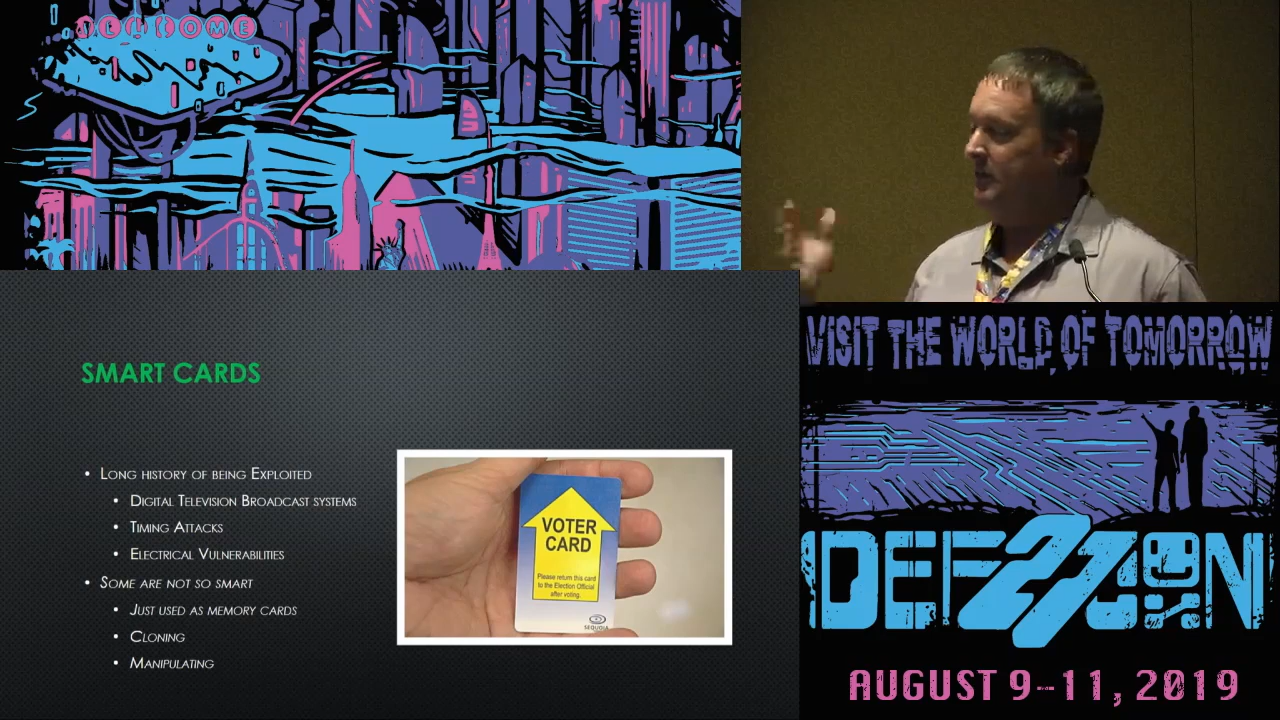 WELCOME
SMART CARDS
• Long history of being Exploited
• Digital Television Broadcast systems
• Timing Attacks
• Electrical Vulnerabilities
• Some are not so smart
• Just used as memory cards
• Cloning
• Manipulating
VOTER
CARD
Please return this card
to the Election Official
after voting.
SEQUOIA
VISIT THE WORLD OF TOMORROW
DEF 27 CON
AUGUST 9-11, 2019